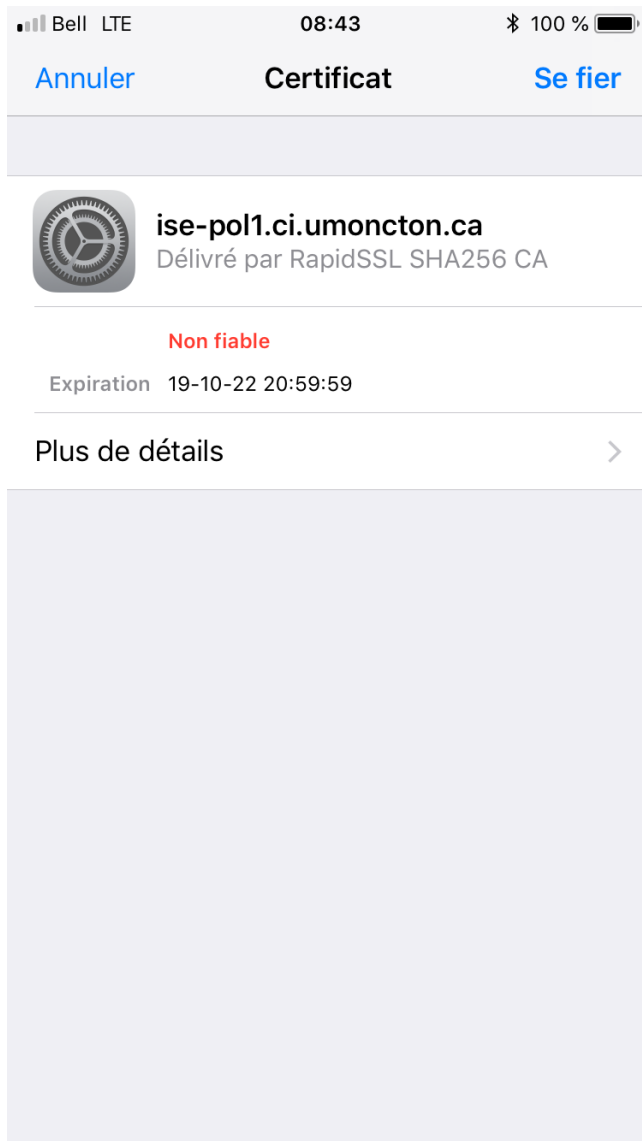 Bell LTE 08:43 100 %
Annuler Certificat Se fier
ise-pol1.ci.umoncton.ca
Délivré par RapidSSL SHA256 CA
Non fiable
Expiration 19-10-22 20:59:59
Plus de détails